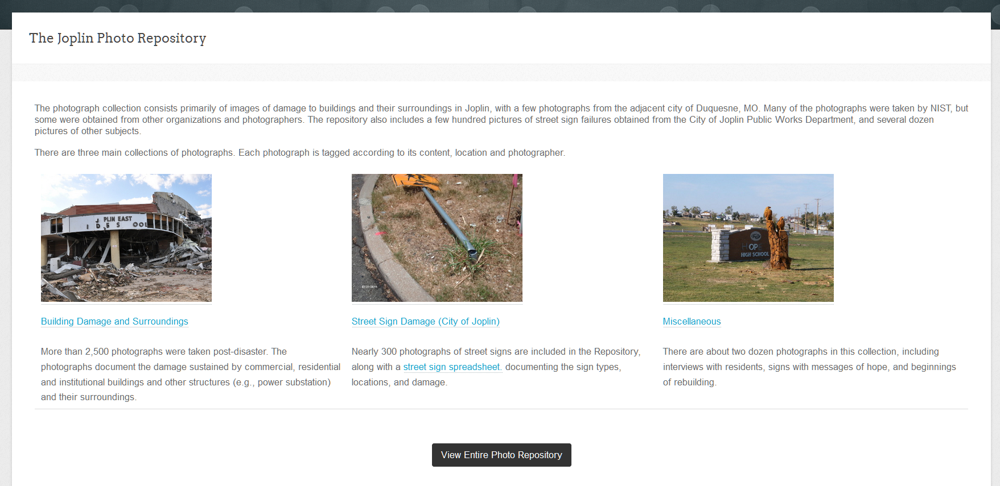 The Joplin Photo Repository
The photograph collection consists primarily of images of damage to buildings and their surroundings in Joplin, with a few photographs from the adjacent city of Duquesne, MO. Many of the photographs were taken by NIST, but
some were obtained from other organizations and photographers. The repository also includes a few hundred pictures of street sign failures obtained from the City of Joplin Public Works Department, and several dozen
pictures of other subjects.
There are three main collections of photographs. Each photograph is tagged according to its content, location and photographer.
J PLIN EAST
I D S OOL
07/27/2011
HOPE
HIGH SCHOOL
Building Damage and Surroundings
More than 2,500 photographs were taken post-disaster. The
photographs document the damage sustained by commercial, residential
and institutional buildings and other structures (e.g., power substation)
and their surroundings.
Street Sign Damage (City of Joplin)
Nearly 300 photographs of street signs are included in the Repository,
along with a street sign spreadsheet. documenting the sign types,
locations, and damage.
Miscellaneous
There are about two dozen photographs in this collection, including
interviews with residents, signs with messages of hope, and beginnings
of rebuilding.
View Entire Photo Repository